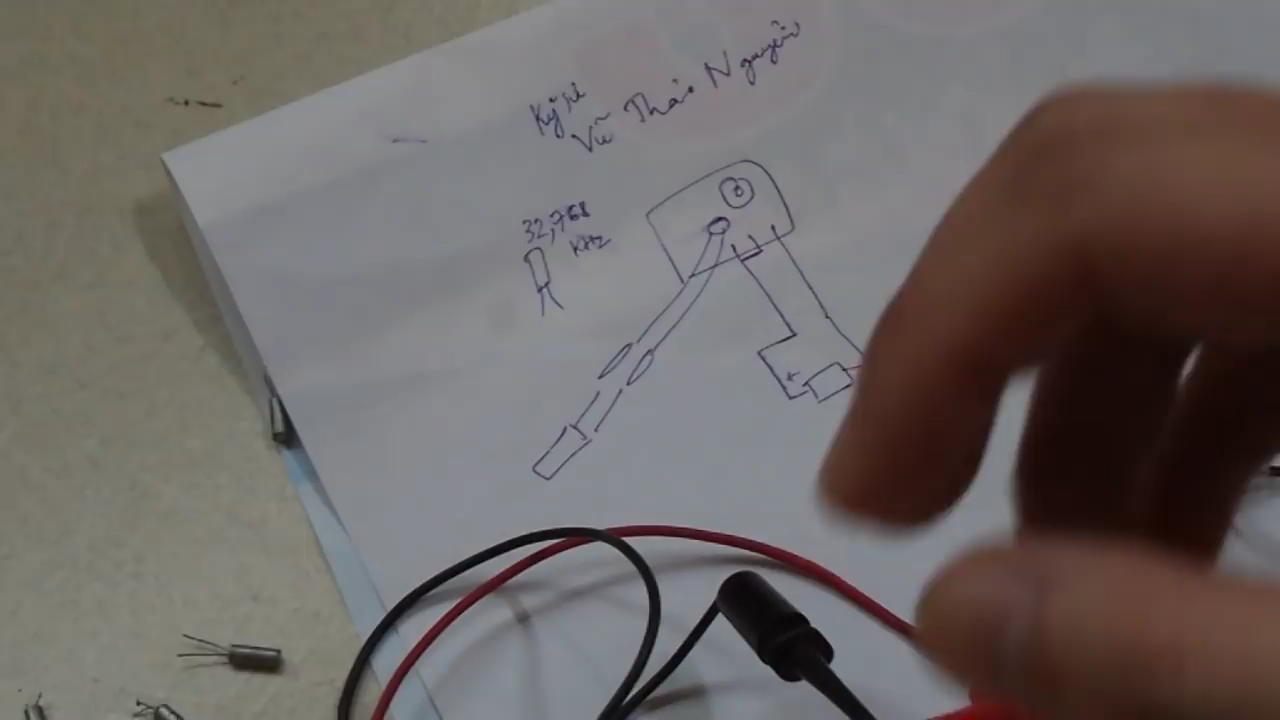 Kỹ sư
Vũ Thảo Nguyên
32,768
KHz
+